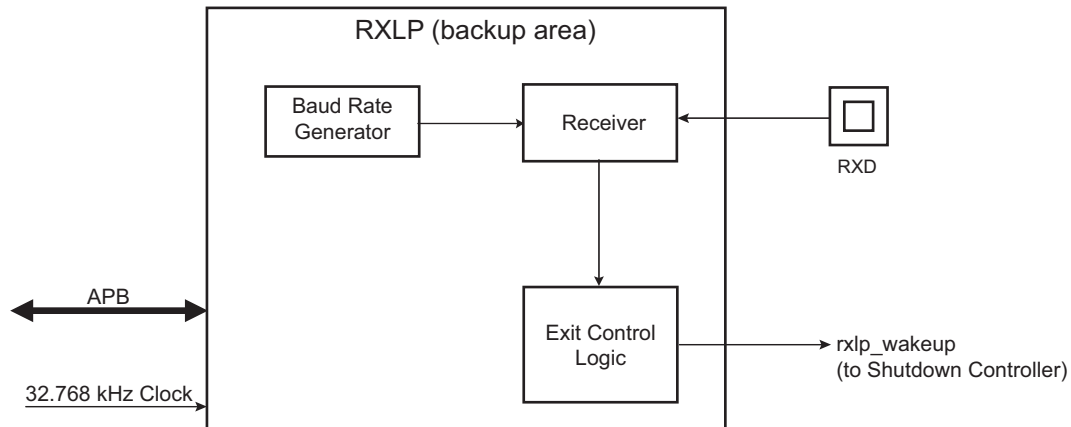 RXLP (backup area)
Baud Rate
Generator
Receiver
RXD
APB
Exit Control
Logic
rxlp_wakeup
(to Shutdown Controller)
32.768 kHz Clock